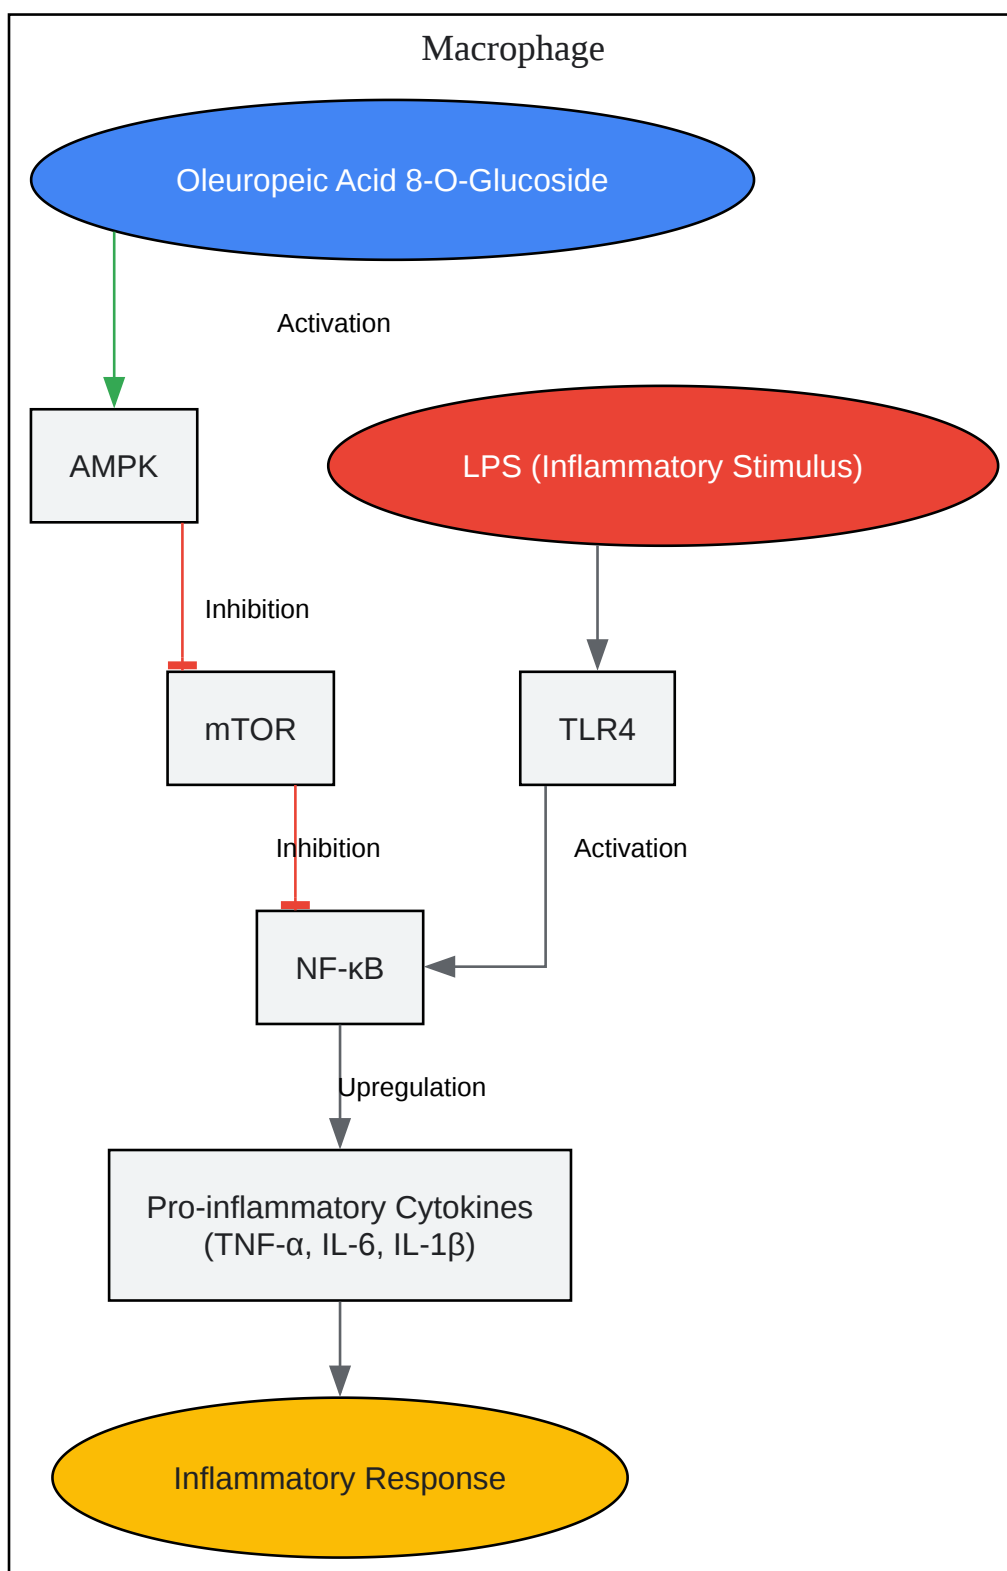 Macrophage
Oleuropeic Acid 8-O-Glucoside
Activation
AMPK
LPS (Inflammatory Stimulus)
Inhibition
mTOR
TLR4
Inhibition
Activation
NF-κB
Upregulation
Pro-inflammatory Cytokines
(TNF-α, IL-6, IL-1β)
Inflammatory Response